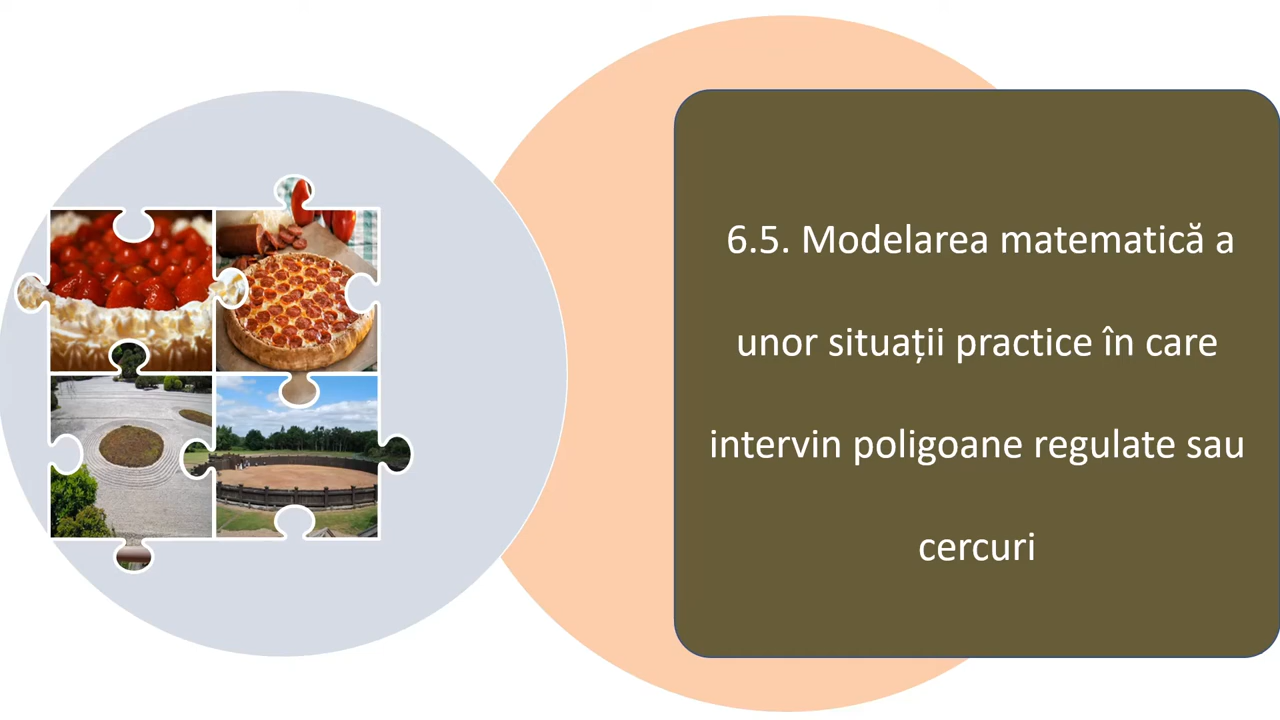 6.5. Modelarea matematică a
unor situații practice în care
intervin poligoane regulate sau
cercuri